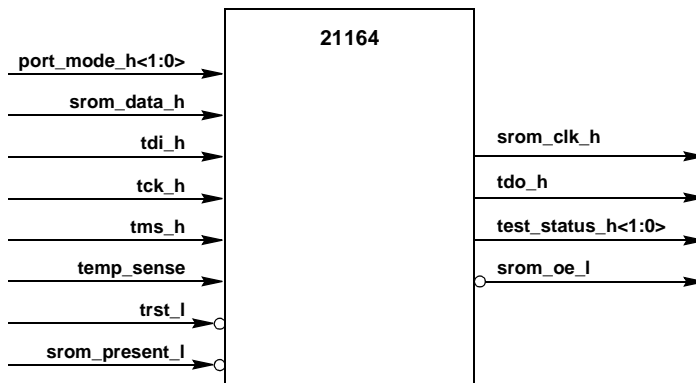 21164
port_mode_h<1:0>
srom_data_h
tdi_h
tck_h
tms_h
temp_sense
trst_l
srom_present_l
srom_clk_h
tdo_h
test_status_h<1:0>
srom_oe_l